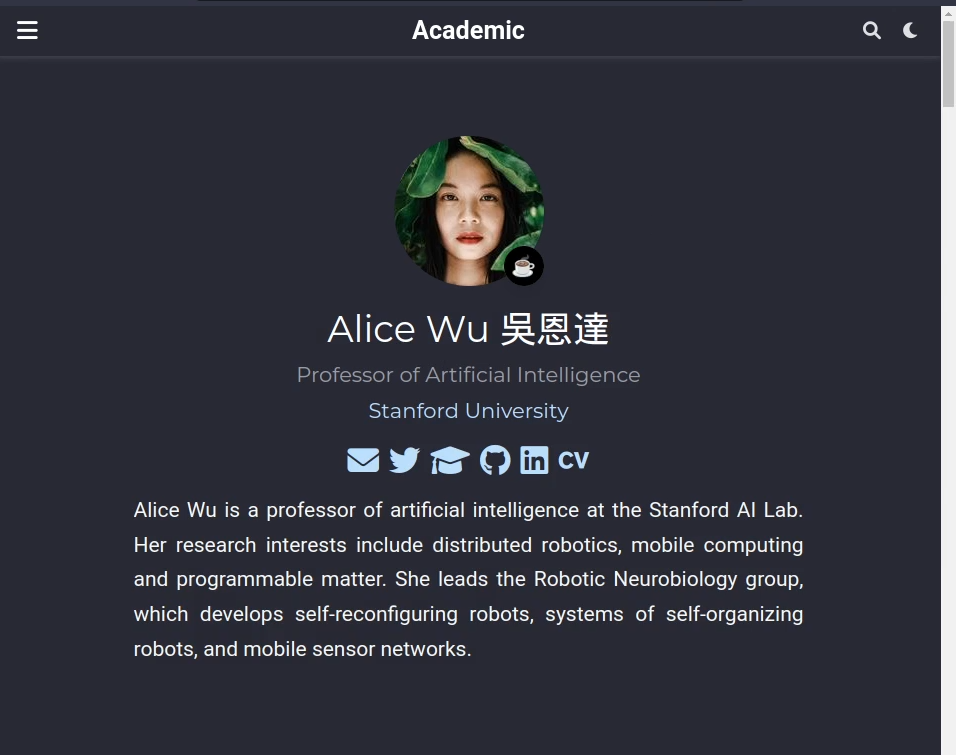 Academic
Alice Wu 吳恩達
Professor of Artificial Intelligence
Stanford University
CV
Alice Wu is a professor of artificial intelligence at the Stanford AI Lab.
Her research interests include distributed robotics, mobile computing
and programmable matter. She leads the Robotic Neurobiology group,
which develops self-reconfiguring robots, systems of self-organizing
robots, and mobile sensor networks.